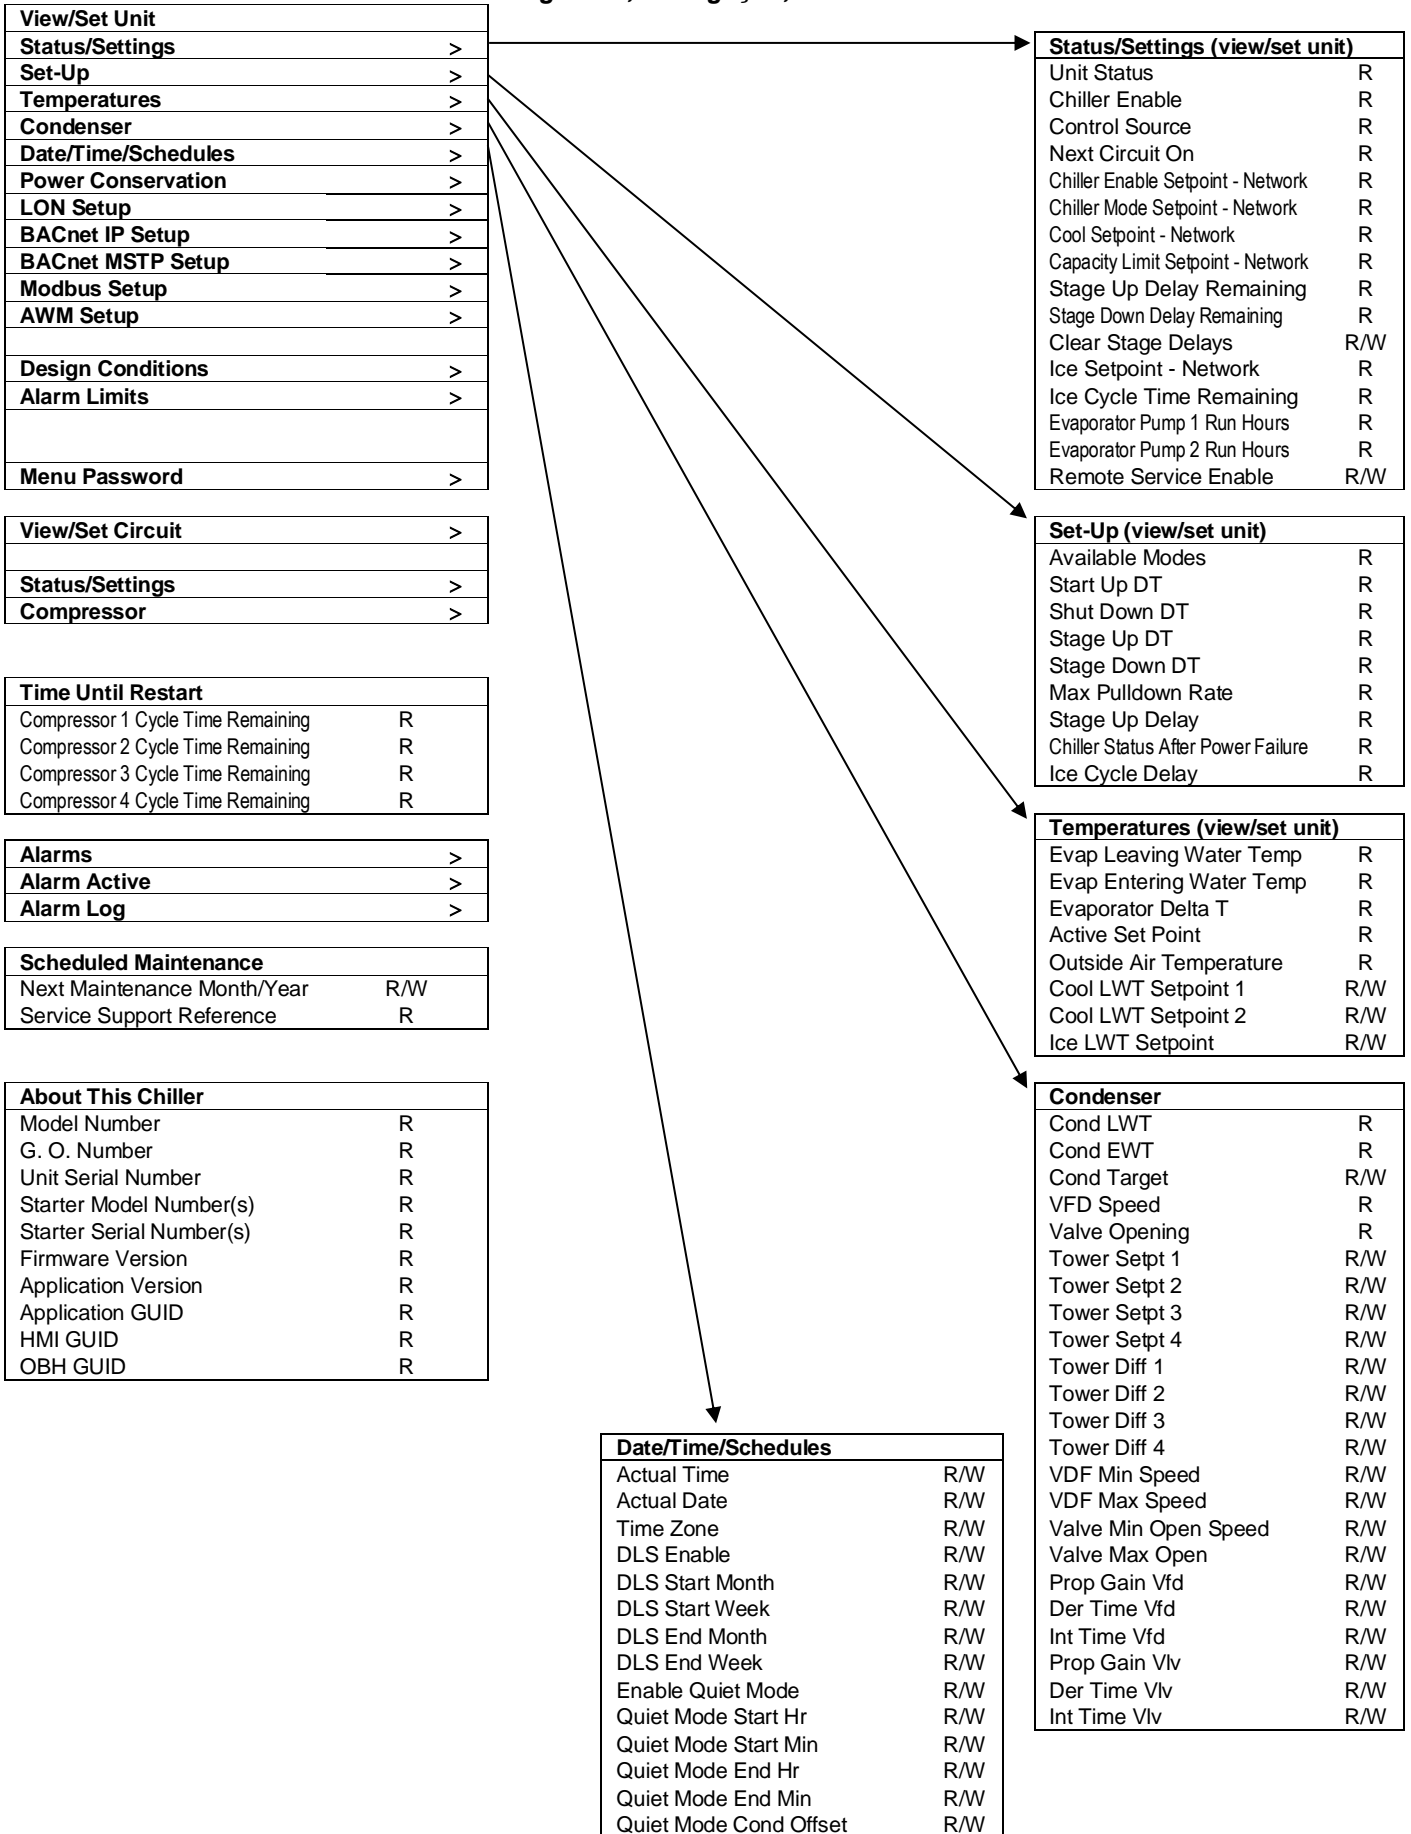 View/Set Unit
Status/Settings >
Set-Up >
Temperatures >
Condenser >
Date/Time/Schedules >
Power Conservation >
LON Setup >
BACnet IP Setup >
BACnet MSTP Setup >
Modbus Setup >
AWM Setup >
Design Conditions >
Alarm Limits >
Menu Password >
View/Set Circuit >
Status/Settings >
Compressor >
Time Until Restart
Compressor 1 Cycle Time Remaining R
Compressor 2 Cycle Time Remaining R
Compressor 3 Cycle Time Remaining R
Compressor 4 Cycle Time Remaining R
Alarms >
Alarm Active >
Alarm Log >
Scheduled Maintenance
Next Maintenance Month/Year R/W
Service Support Reference R
About This Chiller
Model Number R
G. O. Number R
Unit Serial Number R
Starter Model Number(s) R
Starter Serial Number(s) R
Firmware Version R
Application Version R
Application GUID R
HMI GUID R
OBH GUID R
Status/Settings (view/set unit)
Unit Status R
Chiller Enable R
Control Source R
Next Circuit On R
Chiller Enable Setpoint - Network R
Chiller Mode Setpoint - Network R
Cool Setpoint - Network R
Capacity Limit Setpoint - Network R
Stage Up Delay Remaining R
Stage Down Delay Remaining R
Clear Stage Delays R/W
Ice Setpoint - Network R
Ice Cycle Time Remaining R
Evaporator Pump 1 Run Hours R
Evaporator Pump 2 Run Hours R
Remote Service Enable R/W
Set-Up (view/set unit)
Available Modes R
Start Up DT R
Shut Down DT R
Stage Up DT R
Stage Down DT R
Max Pulldown Rate R
Stage Up Delay R
Chiller Status After Power Failure R
Ice Cycle Delay R
Temperatures (view/set unit)
Evap Leaving Water Temp R
Evap Entering Water Temp R
Evaporator Delta T R
Active Set Point R
Outside Air Temperature R
Cool LWT Setpoint 1 R/W
Cool LWT Setpoint 2 R/W
Ice LWT Setpoint R/W
Condenser
Cond LWT R
Cond EWT R
Cond Target R/W
VFD Speed R
Valve Opening R
Tower Setpt 1 R/W
Tower Setpt 2 R/W
Tower Setpt 3 R/W
Tower Setpt 4 R/W
Tower Diff 1 R/W
Tower Diff 2 R/W
Tower Diff 3 R/W
Tower Diff 4 R/W
VDF Min Speed R/W
VDF Max Speed R/W
Valve Min Open Speed R/W
Valve Max Open R/W
Prop Gain Vfd R/W
Der Time Vfd R/W
Int Time Vfd R/W
Prop Gain Vlv R/W
Der Time Vlv R/W
Int Time Vlv R/W
Date/Time/Schedules
Actual Time R/W
Actual Date R/W
Time Zone R/W
DLS Enable R/W
DLS Start Month R/W
DLS Start Week R/W
DLS End Month R/W
DLS End Week R/W
Enable Quiet Mode R/W
Quiet Mode Start Hr R/W
Quiet Mode Start Min R/W
Quiet Mode End Hr R/W
Quiet Mode End Min R/W
Quiet Mode Cond Offset R/W